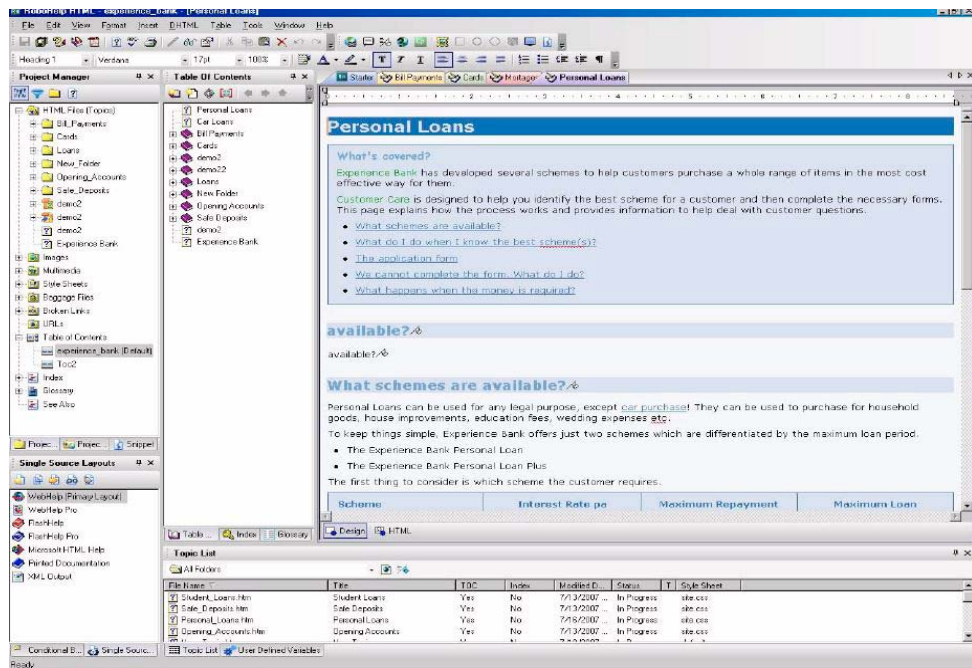 RoboHelp HTML - experience_bank - [Personal Loans]
File Edit View Format Insert DHTML Table Tools Window Help
Heading 1 Verdana 17pt 100%
Project Manager
HTML Files (Topics)
Bill_Payments
Cards
Loans
New_Folder
Opening_Accounts
Safe_Deposits
demo2
demo2
demo2
Experience Bank
Images
Multimedia
Style Sheets
Baggage Files
Broken Links
URLs
Table of Contents
experience_bank (Default)
Toc2
Index
Glossary
See Also
Projec... Projec... Snippet
Single Source Layouts
WebHelp (Primary Layout)
WebHelp Pro
FlashHelp
FlashHelp Pro
Microsoft HTML Help
Printed Documentation
XML Output
Conditional B... Single Sourc...
Table Of Contents
Personal Loans
Car Loans
Bill Payments
Cards
demo2
demo22
Loans
New Folder
Opening Accounts
Safe Deposits
demo2
Experience Bank
Table ... Index Glossary
Starter Bill Payments Cards Mortages Personal Loans
Personal Loans
What's covered?
Experience Bank has developed several schemes to help customers purchase a whole range of items in the most cost
effective way for them.
Customer Care is designed to help you identify the best scheme for a customer and then complete the necessary forms.
This page explains how the process works and provides information to help deal with customer questions.
What schemes are available?
What do I do when I know the best scheme(s)?
The application form
We cannot complete the form. What do I do?
What happens when the money is required?
available?
available?
What schemes are available?
Personal Loans can be used for any legal purpose, except car purchase! They can be used to purchase for household
goods, house improvements, education fees, wedding expenses etc.
To keep things simple, Experience Bank offers just two schemes which are differentiated by the maximum loan period.
The Experience Bank Personal Loan
The Experience Bank Personal Loan Plus
The first thing to consider is which scheme the customer requires.
Scheme Interest Rate pa Maximum Repayment Maximum Loan
Design HTML
Topic List
All Folders
File Name Title TOC Index Modified D... Status T Style Sheet
Student_Loans.htm Student Loans Yes No 7/13/2007 ... In Progress site.css
Safe_Deposits.htm Safe Deposits Yes No 7/13/2007 ... In Progress site.css
Personal_Loans.htm Personal Loans Yes No 7/16/2007 ... In Progress site.css
Opening_Accounts.htm Opening Accounts Yes No 7/13/2007 ... In Progress site.css
Topic List User Defined Variables
Ready